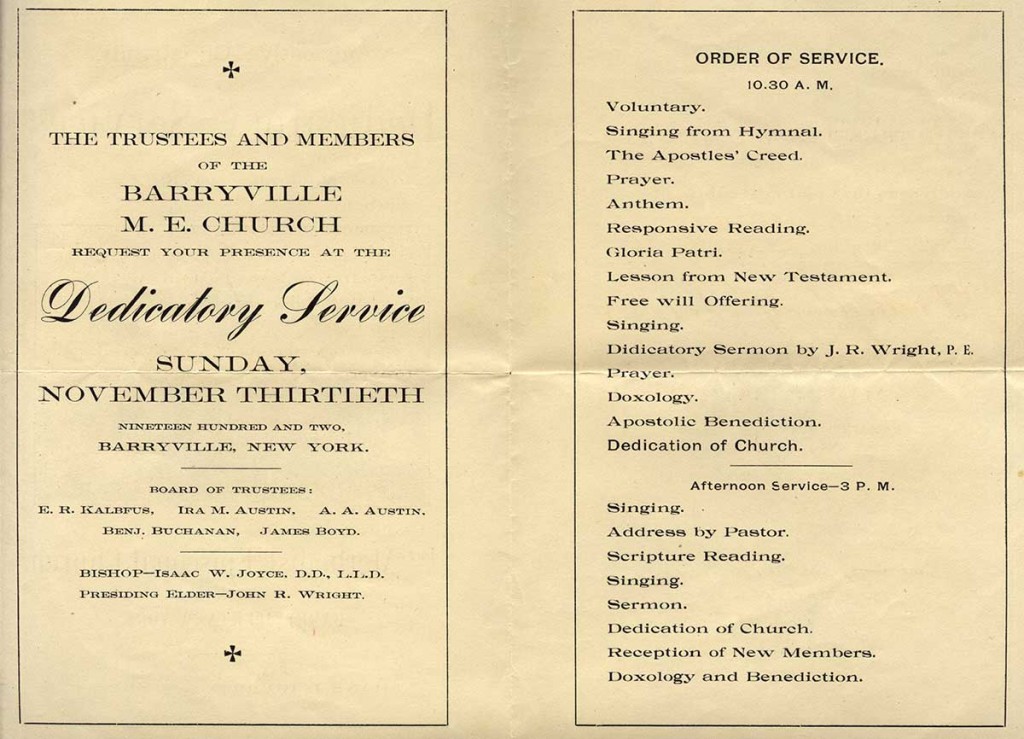 THE TRUSTEES AND MEMBERS
OF THE
BARRYVILLE
M. E. CHURCH
REQUEST YOUR PRESENCE AT THE
Dedicatory Service
SUNDAY,
NOVEMBER THIRTIETH
NINETEEN HUNDRED AND TWO,
BARRYVILLE, NEW YORK.
BOARD OF TRUSTEES:
E. R. KALBFUS, IRA M. AUSTIN, A. A. AUSTIN,
BENJ. BUCHANAN, JAMES BOYD.
BISHOP—ISAAC W. JOYCE. D.D., L.L.D.
PRESIDING ELDER—JOHN R. WRIGHT.
ORDER OF SERVICE.
10.30 A. M.
Voluntary.
Singing from Hymnal.
The Apostles' Creed.
Prayer.
Anthem.
Responsive Reading.
Gloria Patri.
Lesson from New Testament.
Free will Offering.
Singing.
Didicatory Sermon by J. R. Wright, P. E.
Prayer.
Doxology.
Apostolic Benediction.
Dedication of Church.
Afternoon Service—3 P. M.
Singing.
Address by Pastor.
Scripture Reading.
Singing.
Sermon.
Dedication of Church.
Reception of New Members.
Doxology and Benediction.